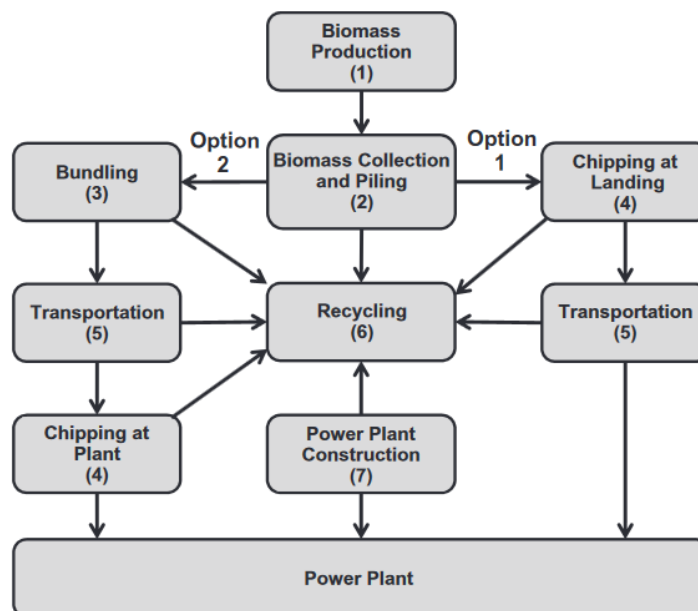 Biomass
Production
(1)
Option
2
Option
1
Bundling
(3)
Biomass Collection
and Piling
(2)
Chipping at
Landing
(4)
Transportation
(5)
Recycling
(6)
Transportation
(5)
Chipping at
Plant
(4)
Power Plant
Construction
(7)
Power Plant